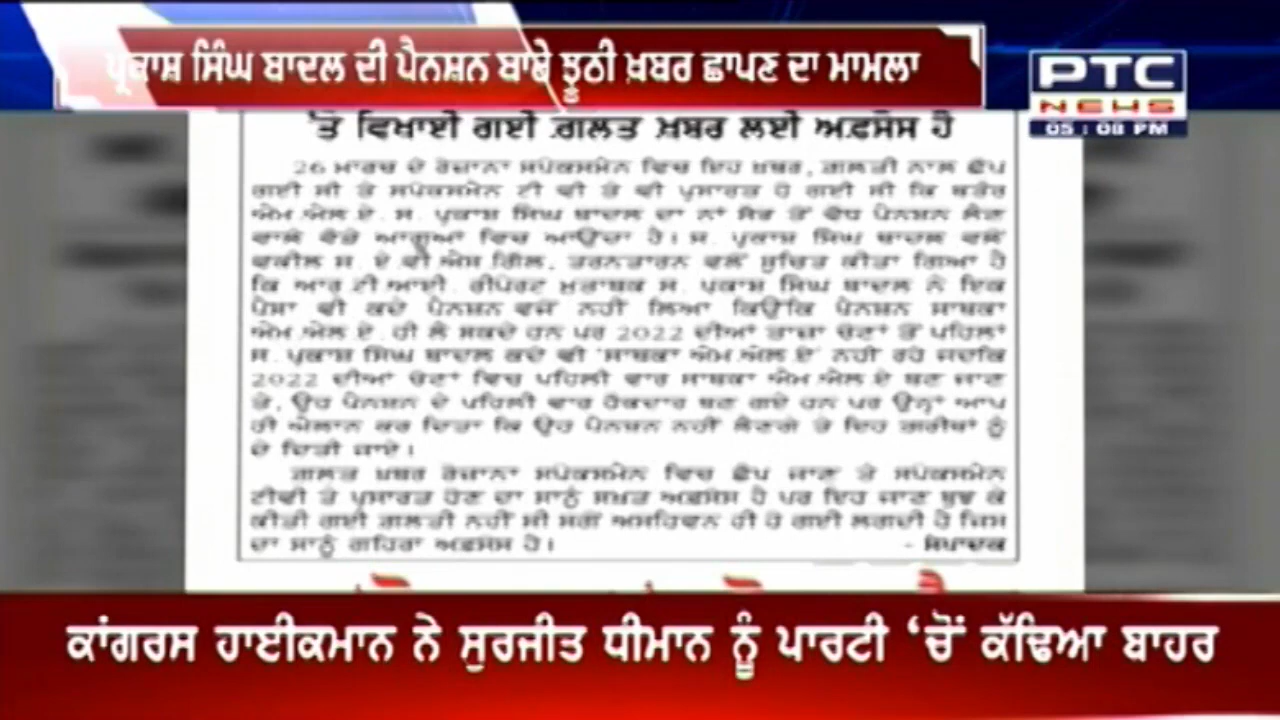 ਪ੍ਰਕਾਸ਼ ਸਿੰਘ ਬਾਦਲ ਦੀ ਪੈਨਸ਼ਨ ਬਾਰੇ ਝੂਠੀ ਖ਼ਬਰ ਛਾਪਣ ਦਾ ਮਾਮਲਾ
PTC
NEWS
05 : 08 PM
'ਤੇ ਵਿਖਾਈ ਗਈ ਗ਼ਲਤ ਖ਼ਬਰ ਲਈ ਅਫ਼ਸੋਸ ਹੈ
26 ਮਾਰਚ ਦੇ ਰੋਜ਼ਾਨਾ ਸਪੋਕਸਮੈਨ ਵਿਚ ਇਹ ਖ਼ਬਰ, ਗ਼ਲਤੀ ਨਾਲ ਛੱਪ
ਗਈ ਸੀ ਤੇ ਸਪੋਕਸਮੈਨ ਟੀ ਵੀ ਤੇ ਵੀ ਪ੍ਰਸਾਰਤ ਹੋ ਗਈ ਸੀ ਕਿ ਬਤੌਰ
ਐਮ.ਐਲ.ਏ. ਸ. ਪ੍ਰਕਾਸ਼ ਸਿੰਘ ਬਾਦਲ ਦਾ ਨਾਂ ਸੱਭ ਤੋਂ ਵੱਧ ਪੈਨਸ਼ਨ ਲੈਣ
ਵਾਲੇ ਵੱਡੇ ਆਗੂਆਂ ਵਿਚ ਆਉਂਦਾ ਹੈ। ਸ. ਪ੍ਰਕਾਸ਼ ਸਿੰਘ ਬਾਦਲ ਵਲੋਂ
ਵਕੀਲ ਸ. ਏ.ਵੀ.ਐਸ ਗਿੱਲ, ਤਰਨਤਾਰਨ ਵਲੋਂ ਸੂਚਿਤ ਕੀਤਾ ਗਿਆ ਹੈ
ਕਿ ਆਰ.ਟੀ.ਆਈ. ਰੀਪੋਰਟ ਮੁਤਾਬਕ ਸ. ਪ੍ਰਕਾਸ਼ ਸਿੰਘ ਬਾਦਲ ਨੇ ਇਕ
ਪੈਸਾ ਵੀ ਕਦੇ ਪੈਨਸ਼ਨ ਵਜੋਂ ਨਹੀਂ ਲਿਆ ਕਿਉਂਕਿ ਪੈਨਸ਼ਨ ਸਾਬਕਾ
ਐਮ.ਐਲ.ਏ. ਹੀ ਲੈ ਸਕਦੇ ਹਨ ਪਰ 2022 ਦੀਆਂ ਤਾਜ਼ਾ ਚੋਣਾਂ ਤੋਂ ਪਹਿਲਾਂ
ਸ. ਪ੍ਰਕਾਸ਼ ਸਿੰਘ ਬਾਦਲ ਕਦੇ ਵੀ 'ਸਾਬਕਾ ਐਮ.ਐਲ.ਏ' ਨਹੀਂ ਰਹੇ ਜਦਕਿ
2022 ਦੀਆਂ ਚੋਣਾਂ ਵਿਚ ਪਹਿਲੀ ਵਾਰ ਸਾਬਕਾ ਐਮ.ਐਲ.ਏ ਬਣ ਜਾਣ
ਤੇ, ਉਹ ਪੈਨਸ਼ਨ ਦੇ ਪਹਿਲੀ ਵਾਰ ਹੱਕਦਾਰ ਬਣ ਗਏ ਹਨ ਪਰ ਉਨ੍ਹਾਂ ਆਪ
ਹੀ ਐਲਾਨ ਕਰ ਦਿਤਾ ਕਿ ਉਹ ਪੈਨਸ਼ਨ ਨਹੀਂ ਲੈਣਗੇ ਤੇ ਇਹ ਗ਼ਰੀਬਾਂ ਨੂੰ
ਦੇ ਦਿਤੀ ਜਾਏ।
ਗ਼ਲਤ ਖ਼ਬਰ ਰੋਜ਼ਾਨਾ ਸਪੋਕਸਮੈਨ ਵਿਚ ਛੱਪ ਜਾਣ ਤੇ ਸਪੋਕਸਮੈਨ
ਟੀਵੀ ਤੇ ਪ੍ਰਸਾਰਤ ਹੋਣ ਦਾ ਸਾਨੂੰ ਸਖ਼ਤ ਅਫ਼ਸੋਸ ਹੈ ਪਰ ਇਹ ਜਾਣ ਬੁੱਝ ਕੇ
ਕੀਤੀ ਗਈ ਗ਼ਲਤੀ ਨਹੀਂ ਸੀ ਸਗੋਂ ਅਸਹਿਵਨ ਹੀ ਹੋ ਗਈ ਲਗਦੀ ਹੈ ਜਿਸ
ਦਾ ਸਾਨੂੰ ਗਹਿਰਾ ਅਫ਼ਸੋਸ ਹੈ। - ਸੰਪਾਦਕ
ਕਾਂਗਰਸ ਹਾਈਕਮਾਨ ਨੇ ਸੁਰਜੀਤ ਧੀਮਾਨ ਨੂੰ ਪਾਰਟੀ 'ਚੋਂ ਕੱਢਿਆ ਬਾਹਰ